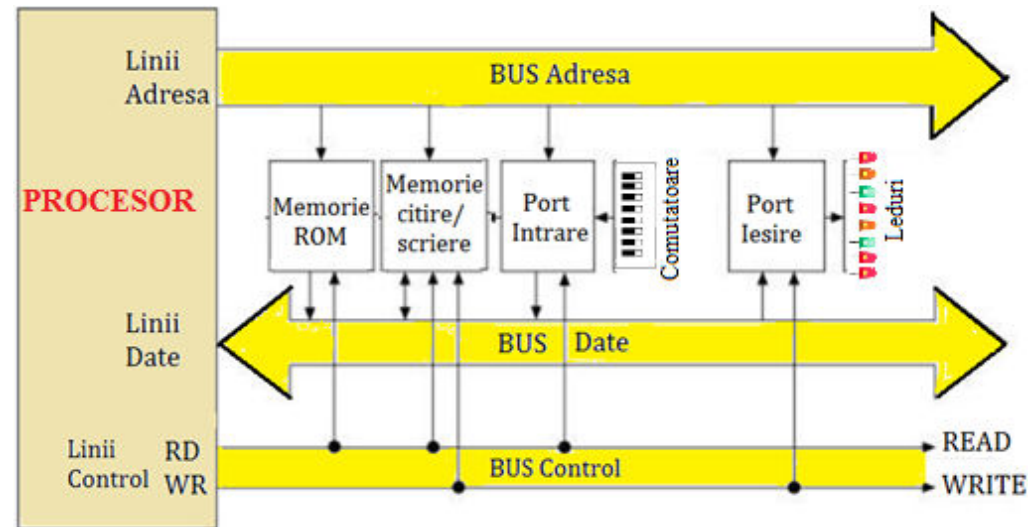 Linii
Adresa
BUS Adresa
PROCESOR
Memorie
ROM
Memorie
citire/
scriere
Port
Intrare
Comutatoare
Port
Iesire
Leduri
Linii
Date
BUS Date
Linii
Control
RD
WR
BUS Control
READ
WRITE